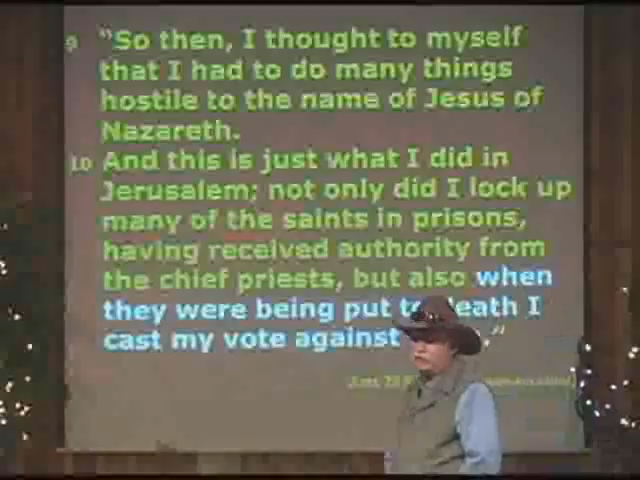 9 "So then, I thought to myself
that I had to do many things
hostile to the name of Jesus of
Nazareth.
10 And this is just what I did in
Jerusalem; not only did I lock up
many of the saints in prisons,
having received authority from
the chief priests, but also when
they were being put to death I
cast my vote against